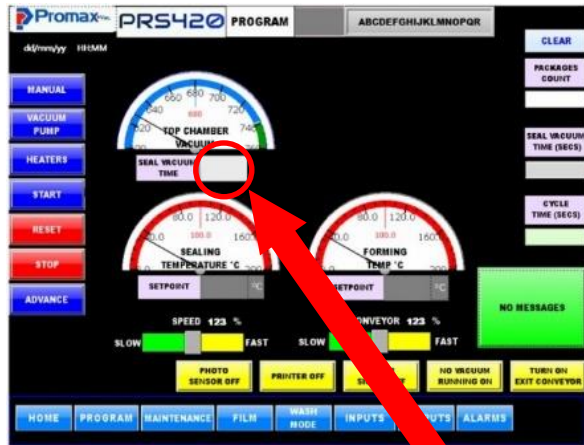 Promax
PRS420
PROGRAM
ABCDEFGHIJKLMNOPQR
dd/mm/yy HH:MM
CLEAR
PACKAGES
COUNT
MANUAL
VACUUM
PUMP
HEATERS
START
RESET
STOP
ADVANCE
660 680 700
640 720
620 740
TOP CHAMBER
VACUUM
SEAL VACUUM
TIME
SEAL VACUUM
TIME (SECS)
CYCLE
TIME (SECS)
80.0 120.0
100.0
160.0
SEALING
TEMPERATURE °C
SETPOINT
°C
80.0 120.0
100.0
160.0
FORMING
TEMP °C
SETPOINT
°C
NO MESSAGES
SPEED 123 %
SLOW FAST
CONVEYOR 123 %
SLOW FAST
PHOTO
SENSOR OFF
PRINTER OFF
NO VACUUM
RUNNING ON
TURN ON
EXIT CONVEYOR
HOME
PROGRAM
MAINTENANCE
FILM
WASH
MODE
INPUTS
ALARMS